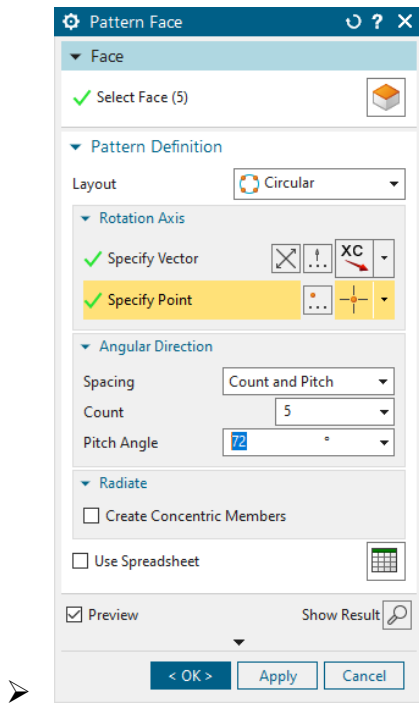 Pattern Face ?
Face
Select Face (5)
Pattern Definition
Layout Circular
Rotation Axis
Specify Vector XC
Specify Point
Angular Direction
Spacing Count and Pitch
Count 5
Pitch Angle 72 °
Radiate
Create Concentric Members
Use Spreadsheet
Preview Show Result
< OK > Apply Cancel